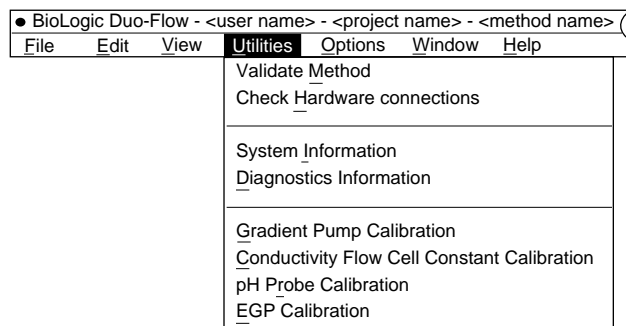 BioLogic Duo-Flow - <user name> - <project name> - <method name>
File Edit View Utilities Options Window Help
Validate Method
Check Hardware connections
System Information
Diagnostics Information
Gradient Pump Calibration
Conductivity Flow Cell Constant Calibration
pH Probe Calibration
EGP Calibration